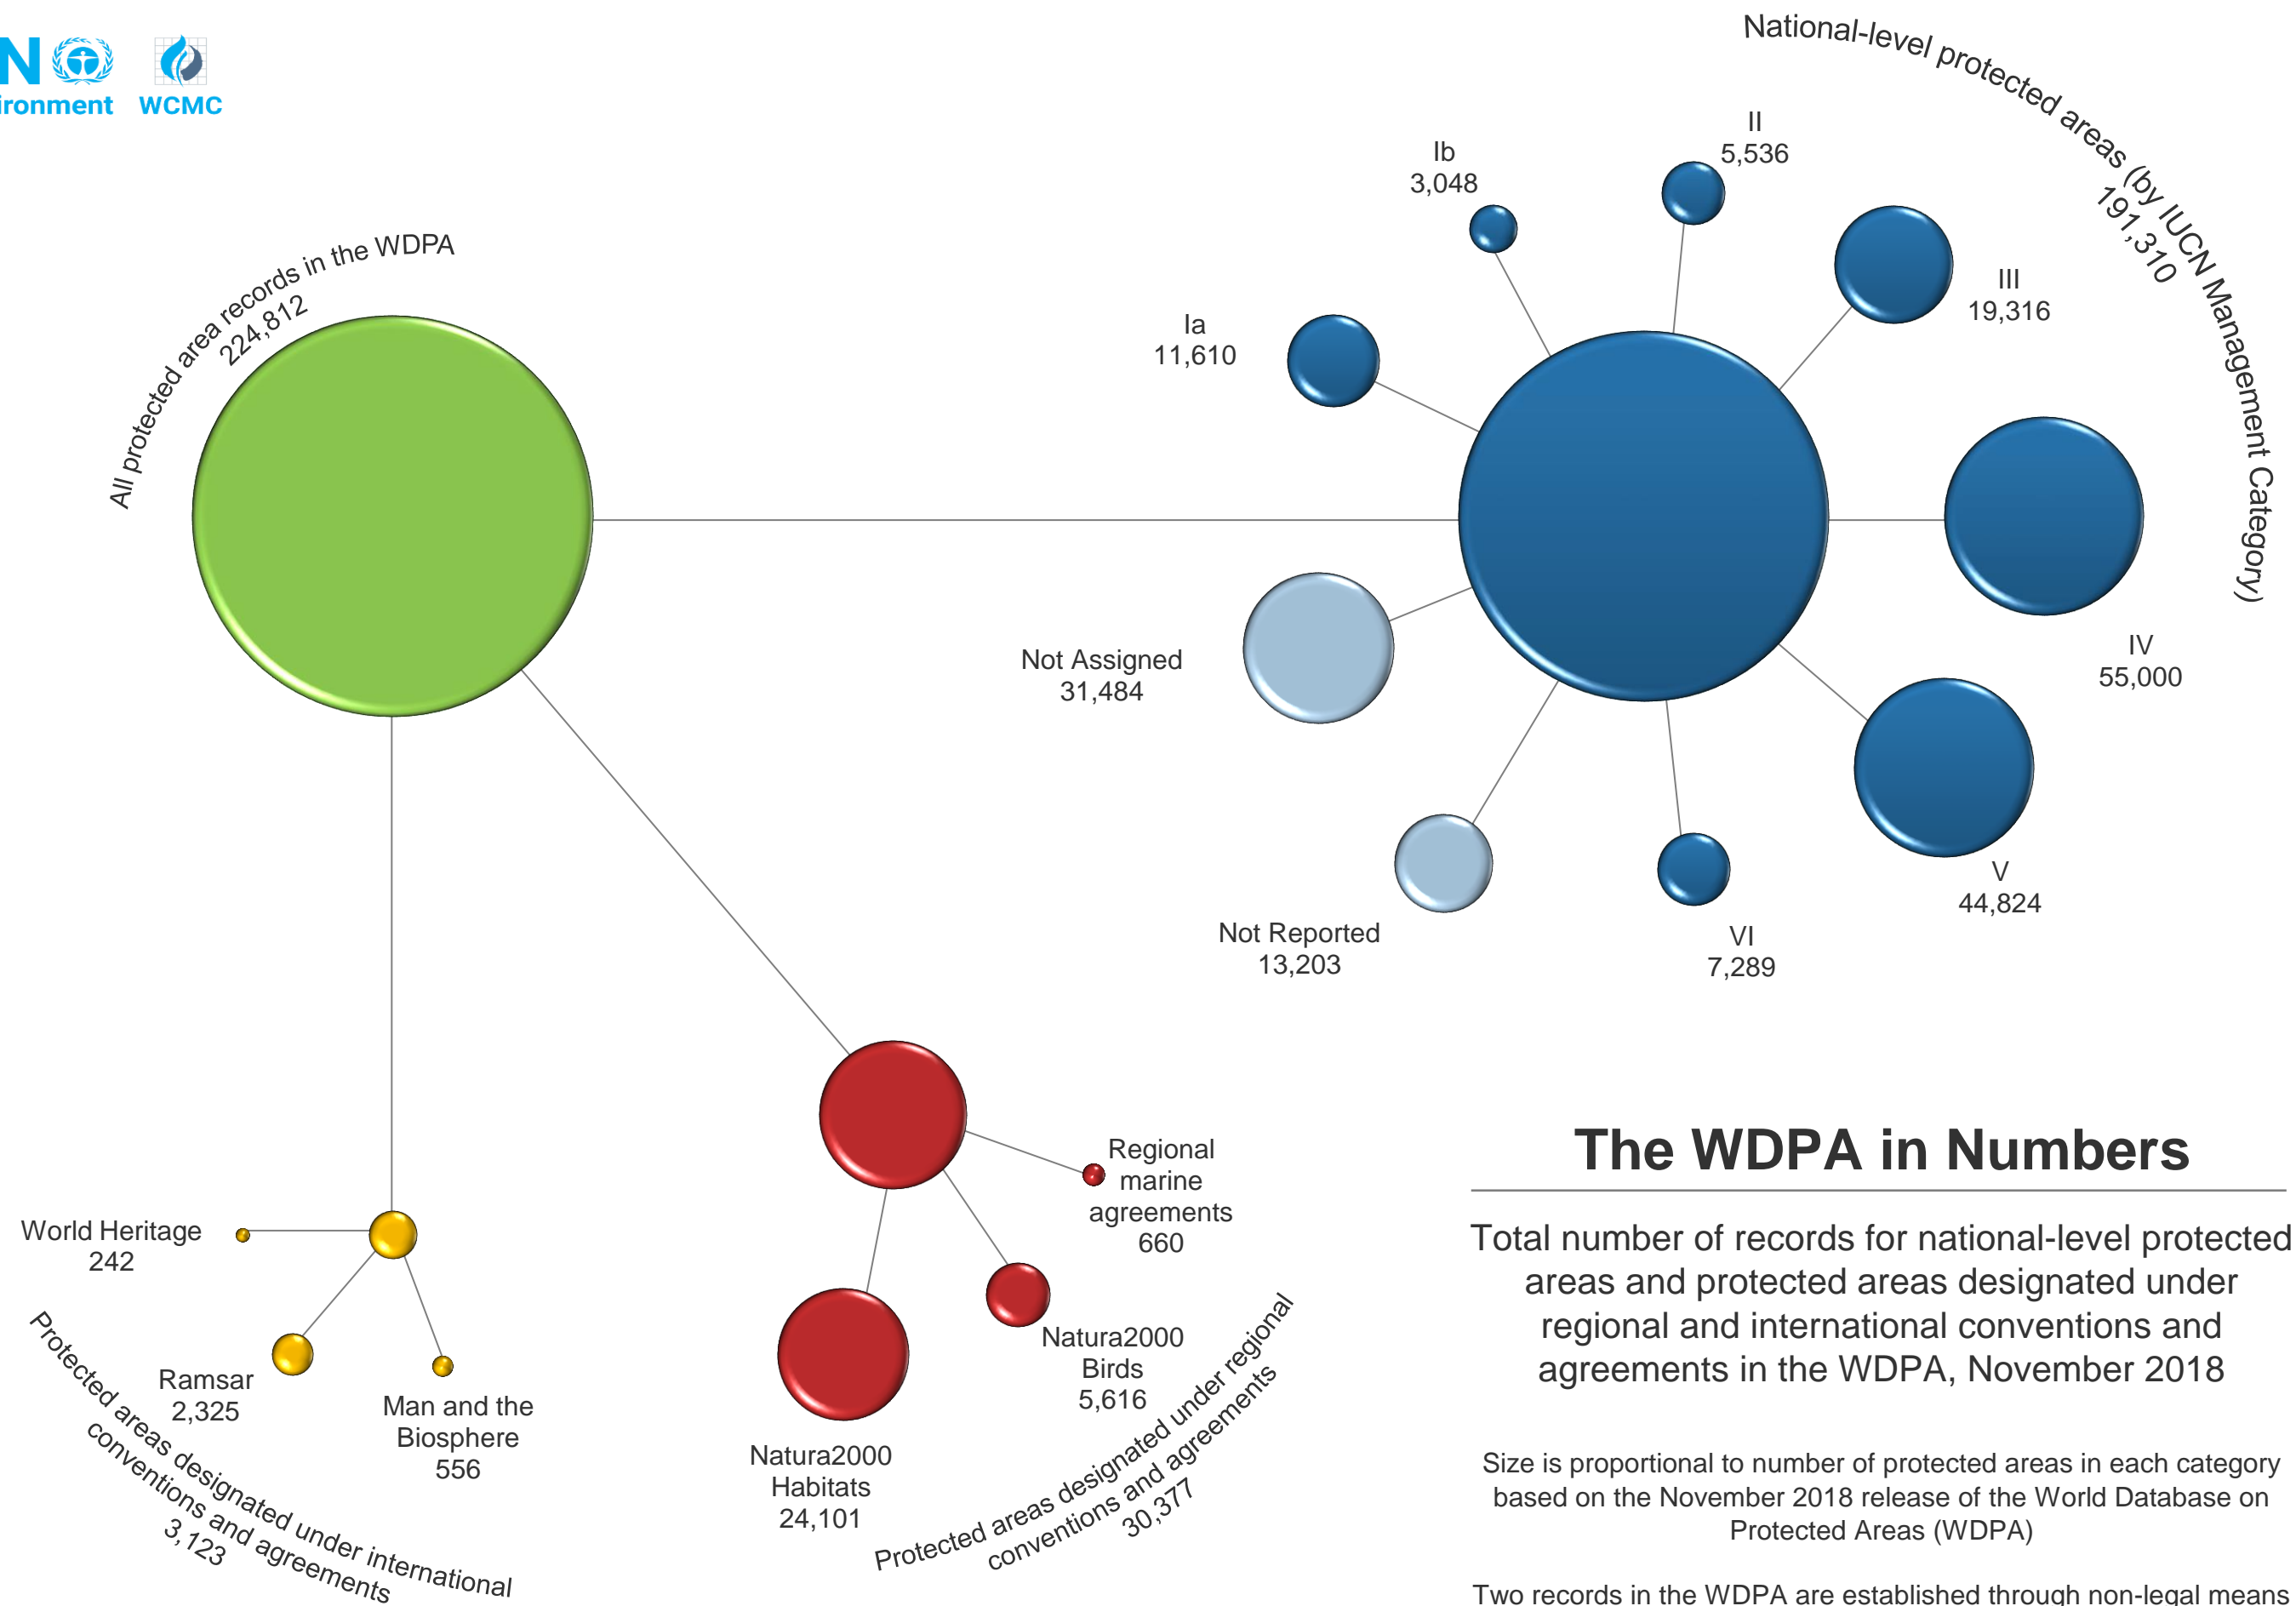 N
ironment
WCMC
All protected area records in the WDPA
224,812
National-level protected areas (by IUCN Management Category)
191,310
Ib
3,048
II
5,536
III
19,316
Ia
11,610
IV
55,000
Not Assigned
31,484
V
44,824
Not Reported
13,203
VI
7,289
World Heritage
242
Ramsar
2,325
Man and the
Biosphere
556
Protected areas designated under international
conventions and agreements
3,123
Regional
marine
agreements
660
Natura2000
Birds
5,616
Natura2000
Habitats
24,101
Protected areas designated under regional
conventions and agreements
30,377
The WDPA in Numbers
Total number of records for national-level protected
areas and protected areas designated under
regional and international conventions and
agreements in the WDPA, November 2018
Size is proportional to number of protected areas in each category
based on the November 2018 release of the World Database on
Protected Areas (WDPA)
Two records in the WDPA are established through non-legal means